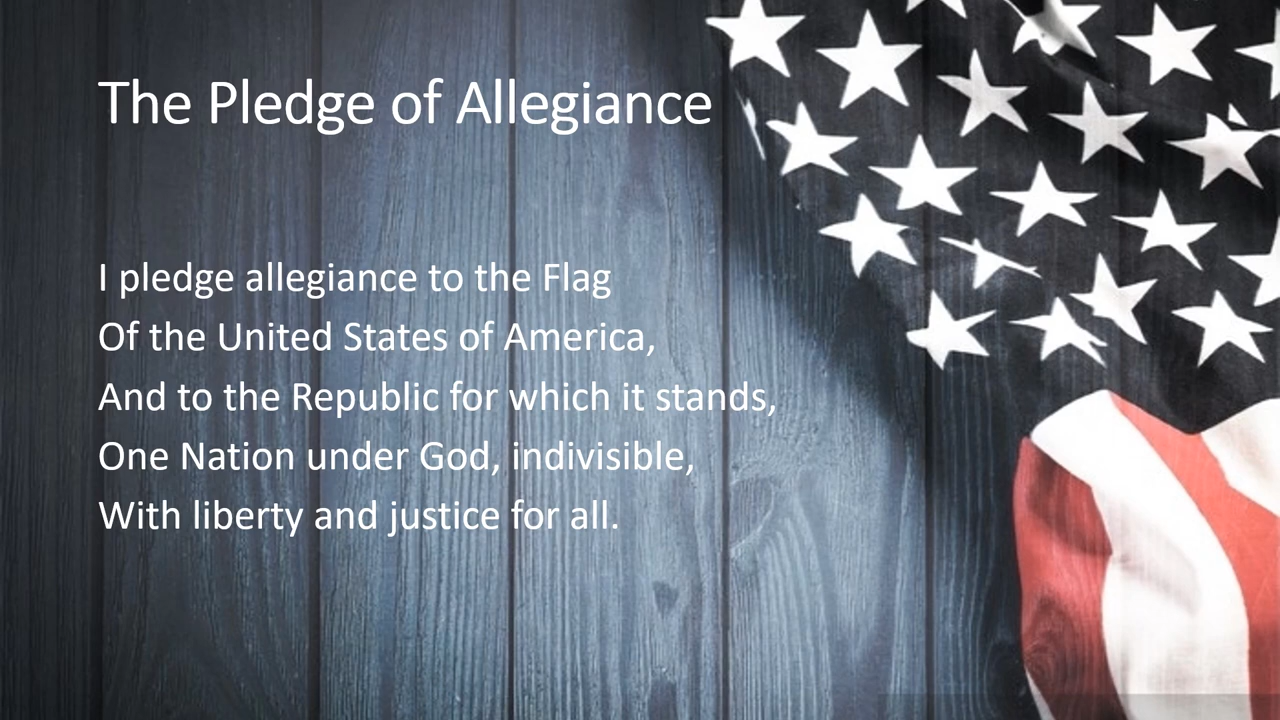 The Pledge of Allegiance
I pledge allegiance to the Flag
Of the United States of America,
And to the Republic for which it stands,
One Nation under God, indivisible,
With liberty and justice for all.